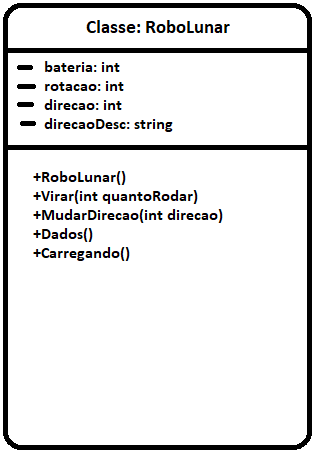 Classe: RoboLunar
- bateria: int
- rotacao: int
- direcao: int
- direcaoDesc: string
+RoboLunar()
+Virar(int quantoRodar)
+MudarDirecao(int direcao)
+Dados()
+Carregando()